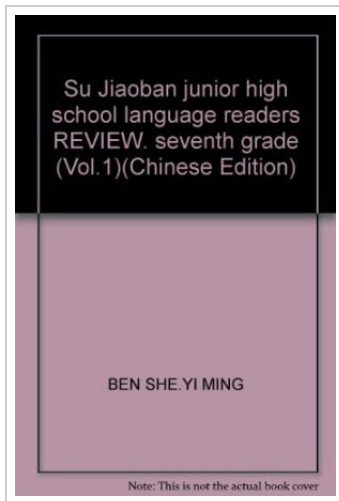 Su Jiaoban junior high
school language readers
REVIEW. seventh grade
(Vol.1)(Chinese Edition)
BEN SHE.YI MING
Note: This is not the actual book cover